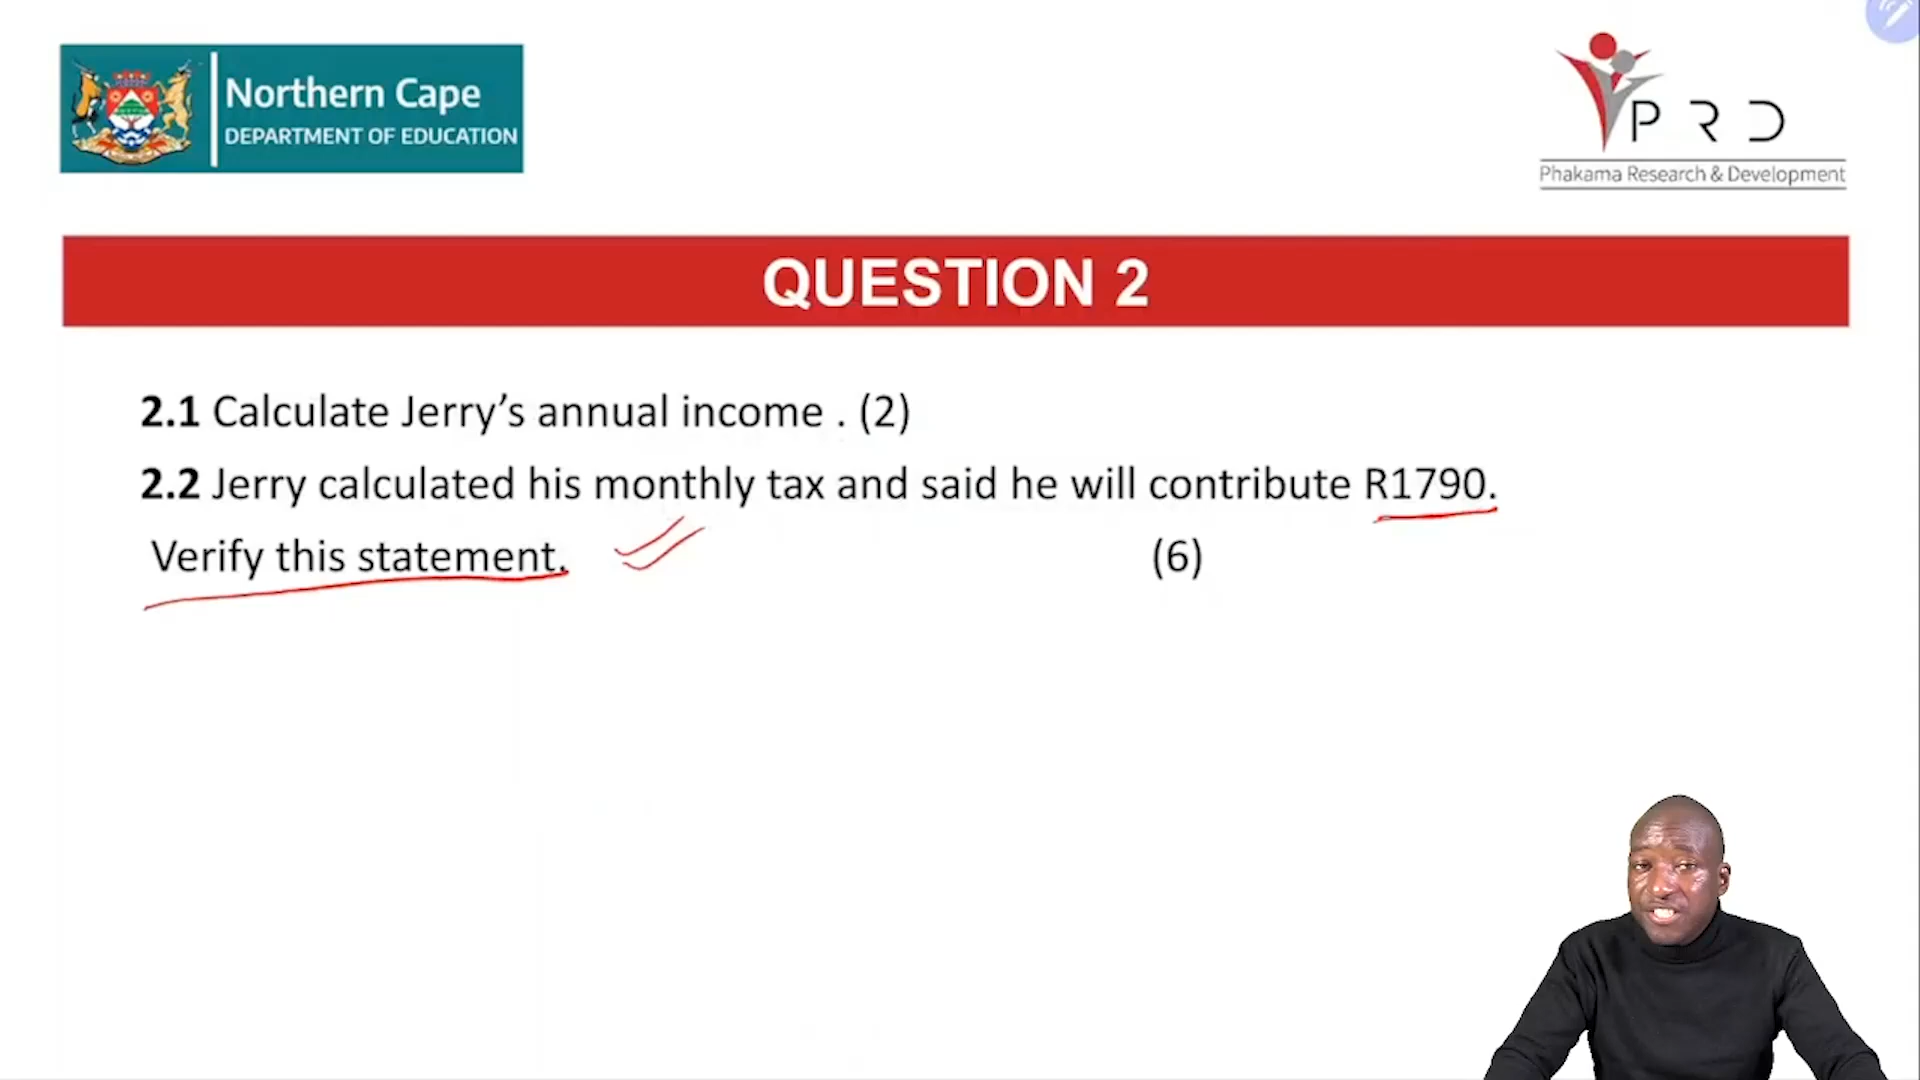 Northern Cape
DEPARTMENT OF EDUCATION
PRD
Phakama Research & Development
QUESTION 2
2.1 Calculate Jerry’s annual income . (2)
2.2 Jerry calculated his monthly tax and said he will contribute R1790.
Verify this statement. (6)